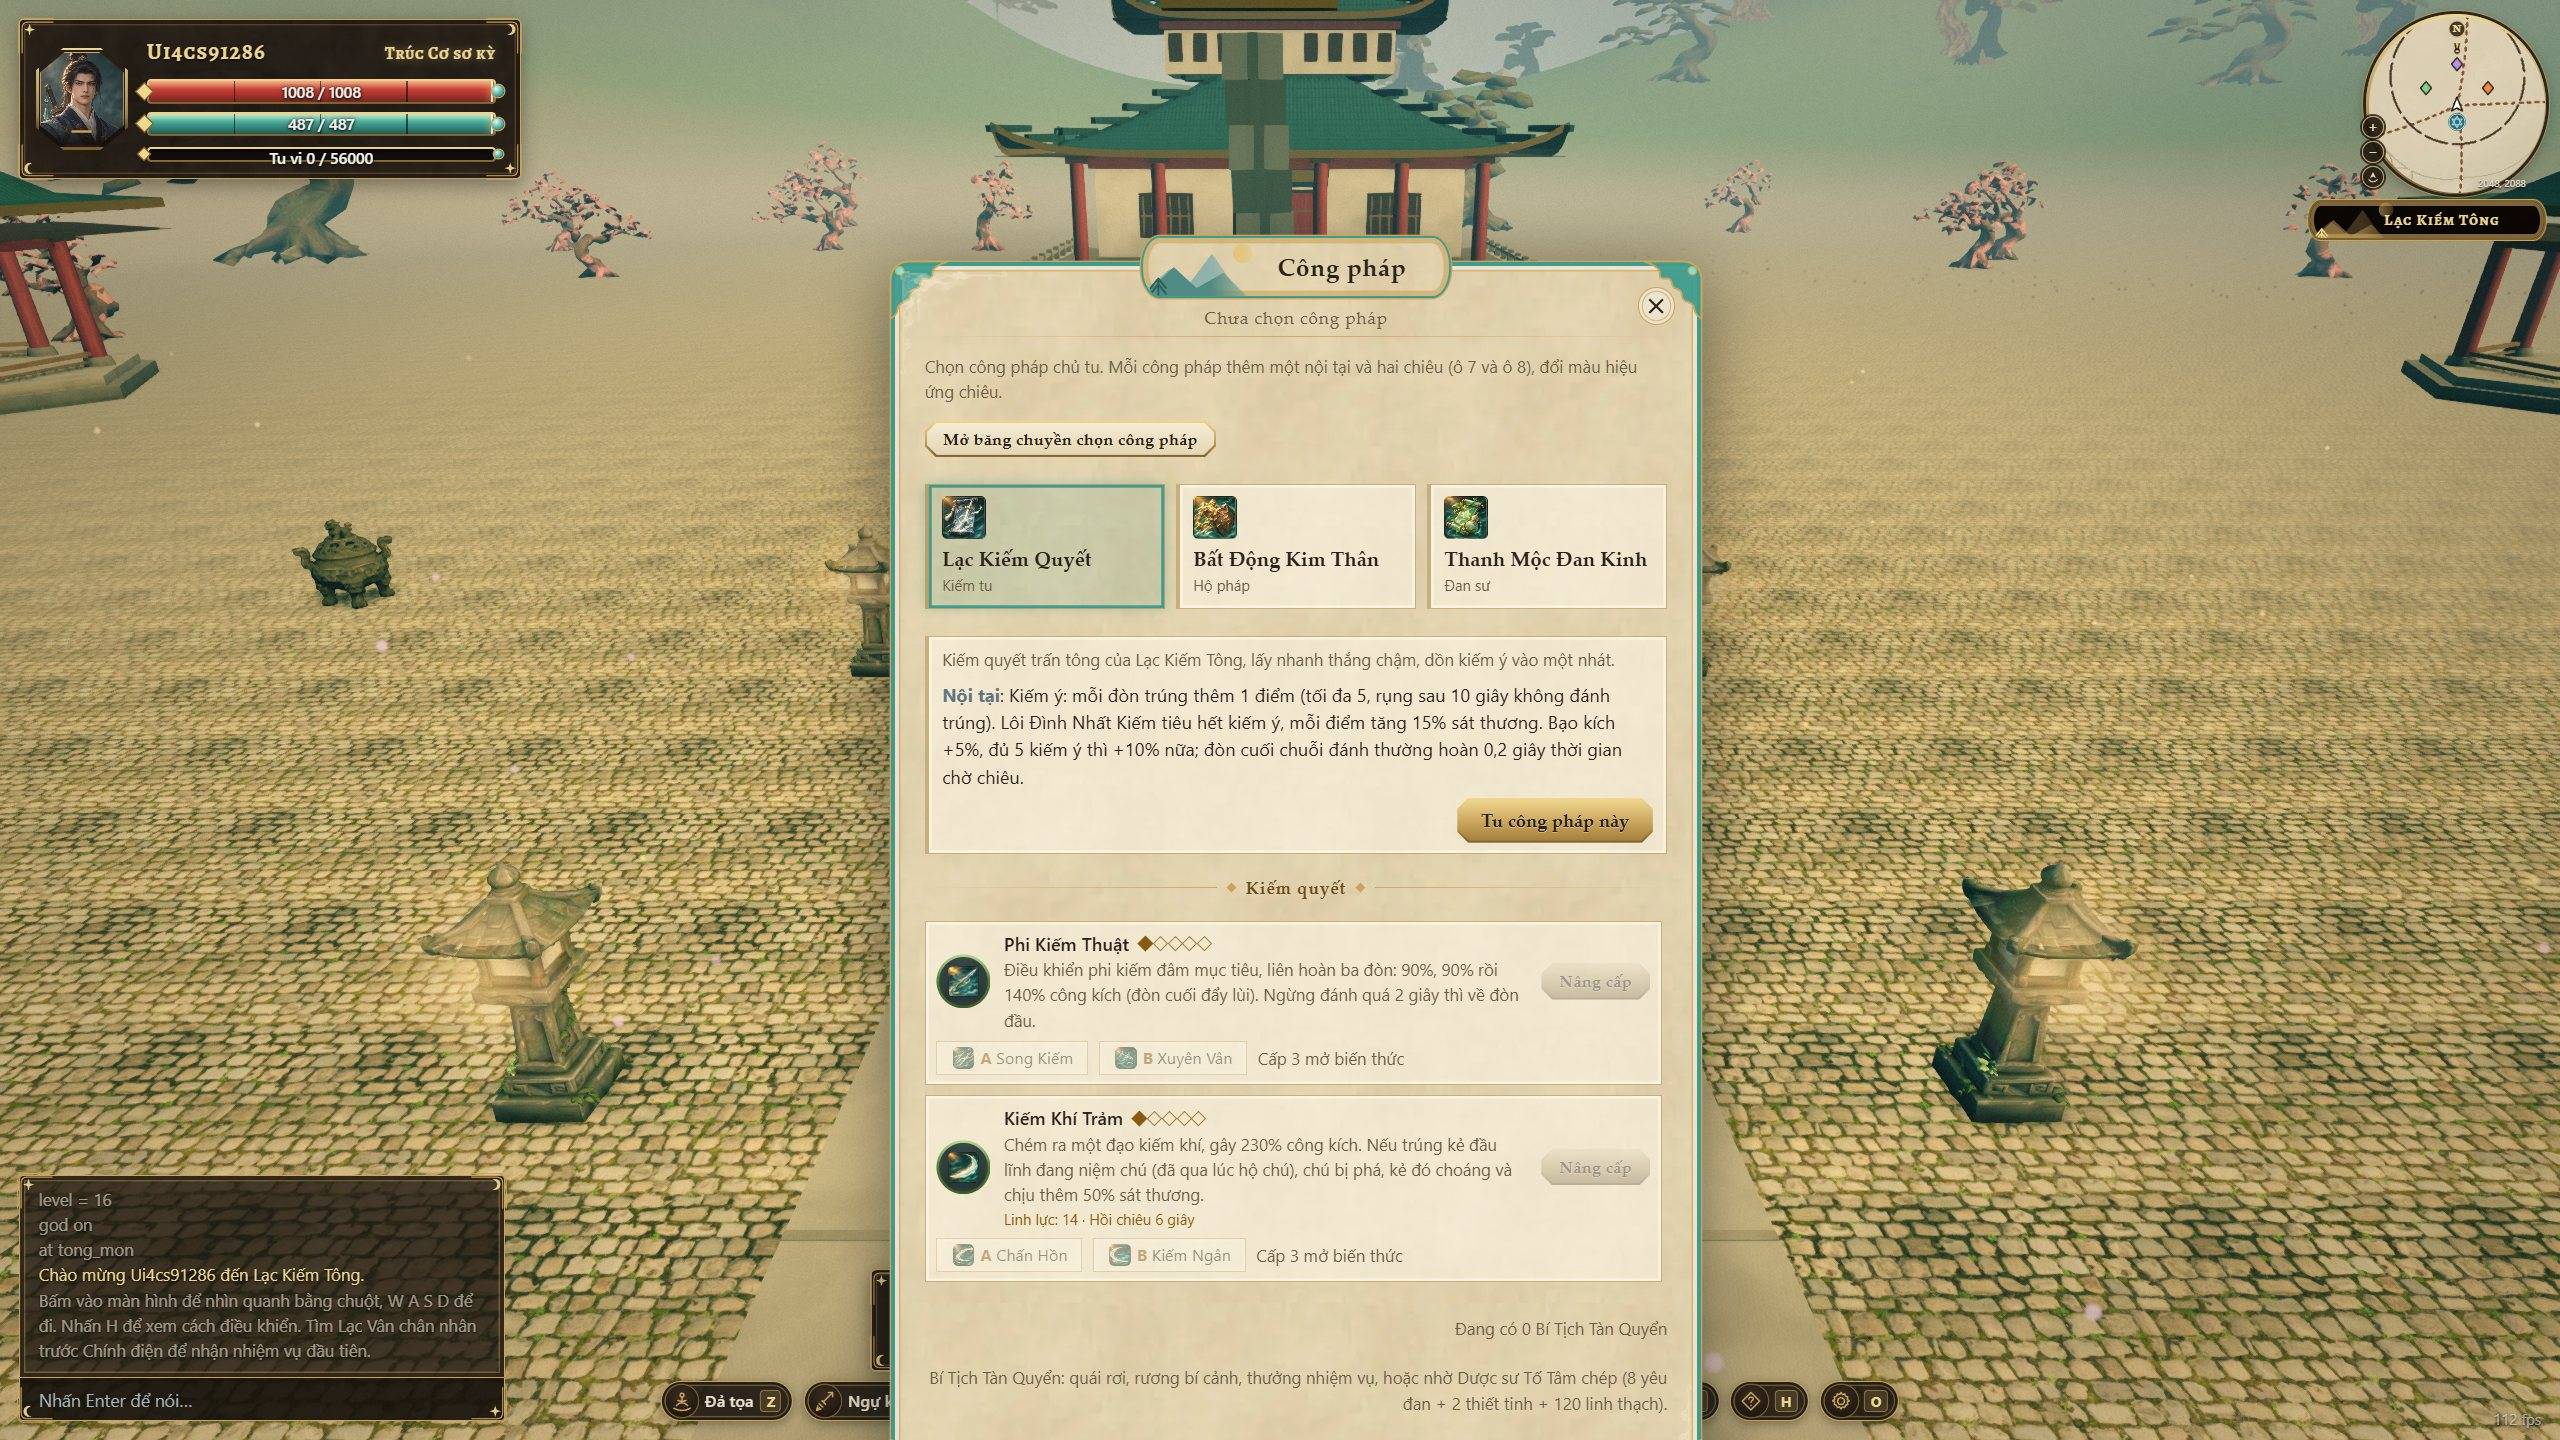 Ui4cs91286
Trúc Cơ sơ kỳ
1008 / 1008
487 / 487
Tu vi 0 / 56000
N
2048, 2088
Lạc Kiếm Tông
Công pháp
Chưa chọn công pháp
Chọn công pháp chủ tu. Mỗi công pháp thêm một nội tại và hai chiêu (ô 7 và ô 8), đổi màu hiệu
ứng chiêu.
Mở băng chuyền chọn công pháp
Lạc Kiếm Quyết
Kiếm tu
Bất Động Kim Thân
Hộ pháp
Thanh Mộc Đan Kinh
Đan sư
Kiếm quyết trấn tông của Lạc Kiếm Tông, lấy nhanh thắng chậm, dồn kiếm ý vào một nhát.
Nội tại: Kiếm ý: mỗi đòn trúng thêm 1 điểm (tối đa 5, rụng sau 10 giây không đánh
trúng). Lôi Đình Nhất Kiếm tiêu hết kiếm ý, mỗi điểm tăng 15% sát thương. Bạo kích
+5%, đủ 5 kiếm ý thì +10% nữa; đòn cuối chuỗi đánh thường hoàn 0,2 giây thời gian
chờ chiêu.
Tu công pháp này
Kiếm quyết
Phi Kiếm Thuật
Điều khiển phi kiếm đâm mục tiêu, liên hoàn ba đòn: 90%, 90% rồi
140% công kích (đòn cuối đẩy lùi). Ngừng đánh quá 2 giây thì về đòn
đầu.
Nâng cấp
A Song Kiếm
B Xuyên Vân
Cấp 3 mở biến thức
Kiếm Khí Trảm
Chém ra một đạo kiếm khí, gây 230% công kích. Nếu trúng kẻ đầu
lĩnh đang niệm chú (đã qua lúc hộ chú), chú bị phá, kẻ đó choáng và
chịu thêm 50% sát thương.
Linh lực: 14 · Hồi chiêu 6 giây
Nâng cấp
A Chấn Hồn
B Kiếm Ngân
Cấp 3 mở biến thức
Đang có 0 Bí Tịch Tàn Quyển
Bí Tịch Tàn Quyển: quái rơi, rương bí cảnh, thưởng nhiệm vụ, hoặc nhờ Dược sư Tố Tâm chép (8 yêu
đan + 2 thiết tinh + 120 linh thạch).
level = 16
god on
at tong_mon
Chào mừng Ui4cs91286 đến Lạc Kiếm Tông.
Bấm vào màn hình để nhìn quanh bằng chuột, W A S D để
đi. Nhấn H để xem cách điều khiển. Tìm Lạc Vân chân nhân
trước Chính điện để nhận nhiệm vụ đầu tiên.
Nhấn Enter để nói...
Đả tọa Z
Ngự k
H
O
112 fps